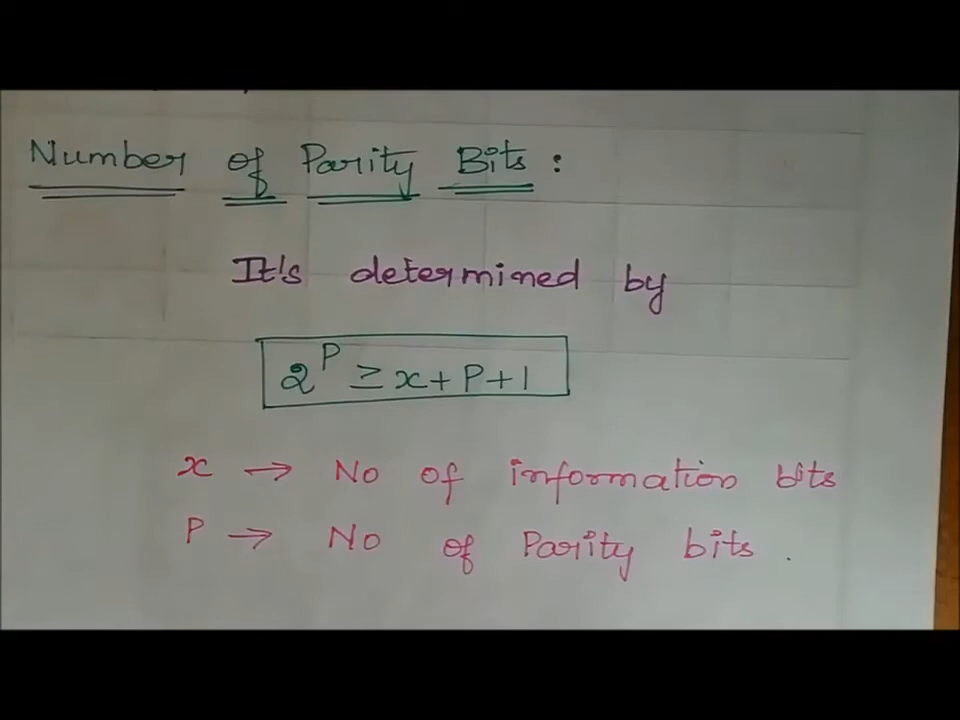 Number of Parity Bits:
It's determined by
2^P ≥ x+P+1
x → No of information bits
P → No of Parity bits.